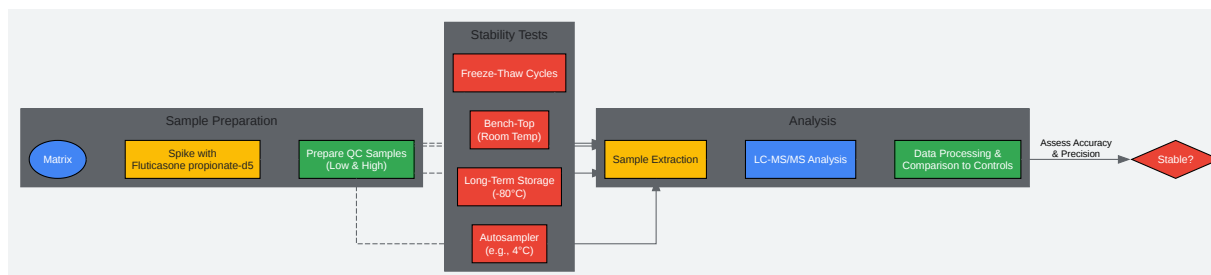 Sample Preparation
Matrix
Spike with
Fluticasone propionate-d5
Prepare QC Samples
(Low & High)
Stability Tests
Freeze-Thaw Cycles
Bench-Top
(Room Temp)
Long-Term Storage
(-80°C)
Autosampler
(e.g., 4°C)
Analysis
Sample Extraction
LC-MS/MS Analysis
Data Processing &
Comparison to Controls
Assess Accuracy
& Precision
Stable?